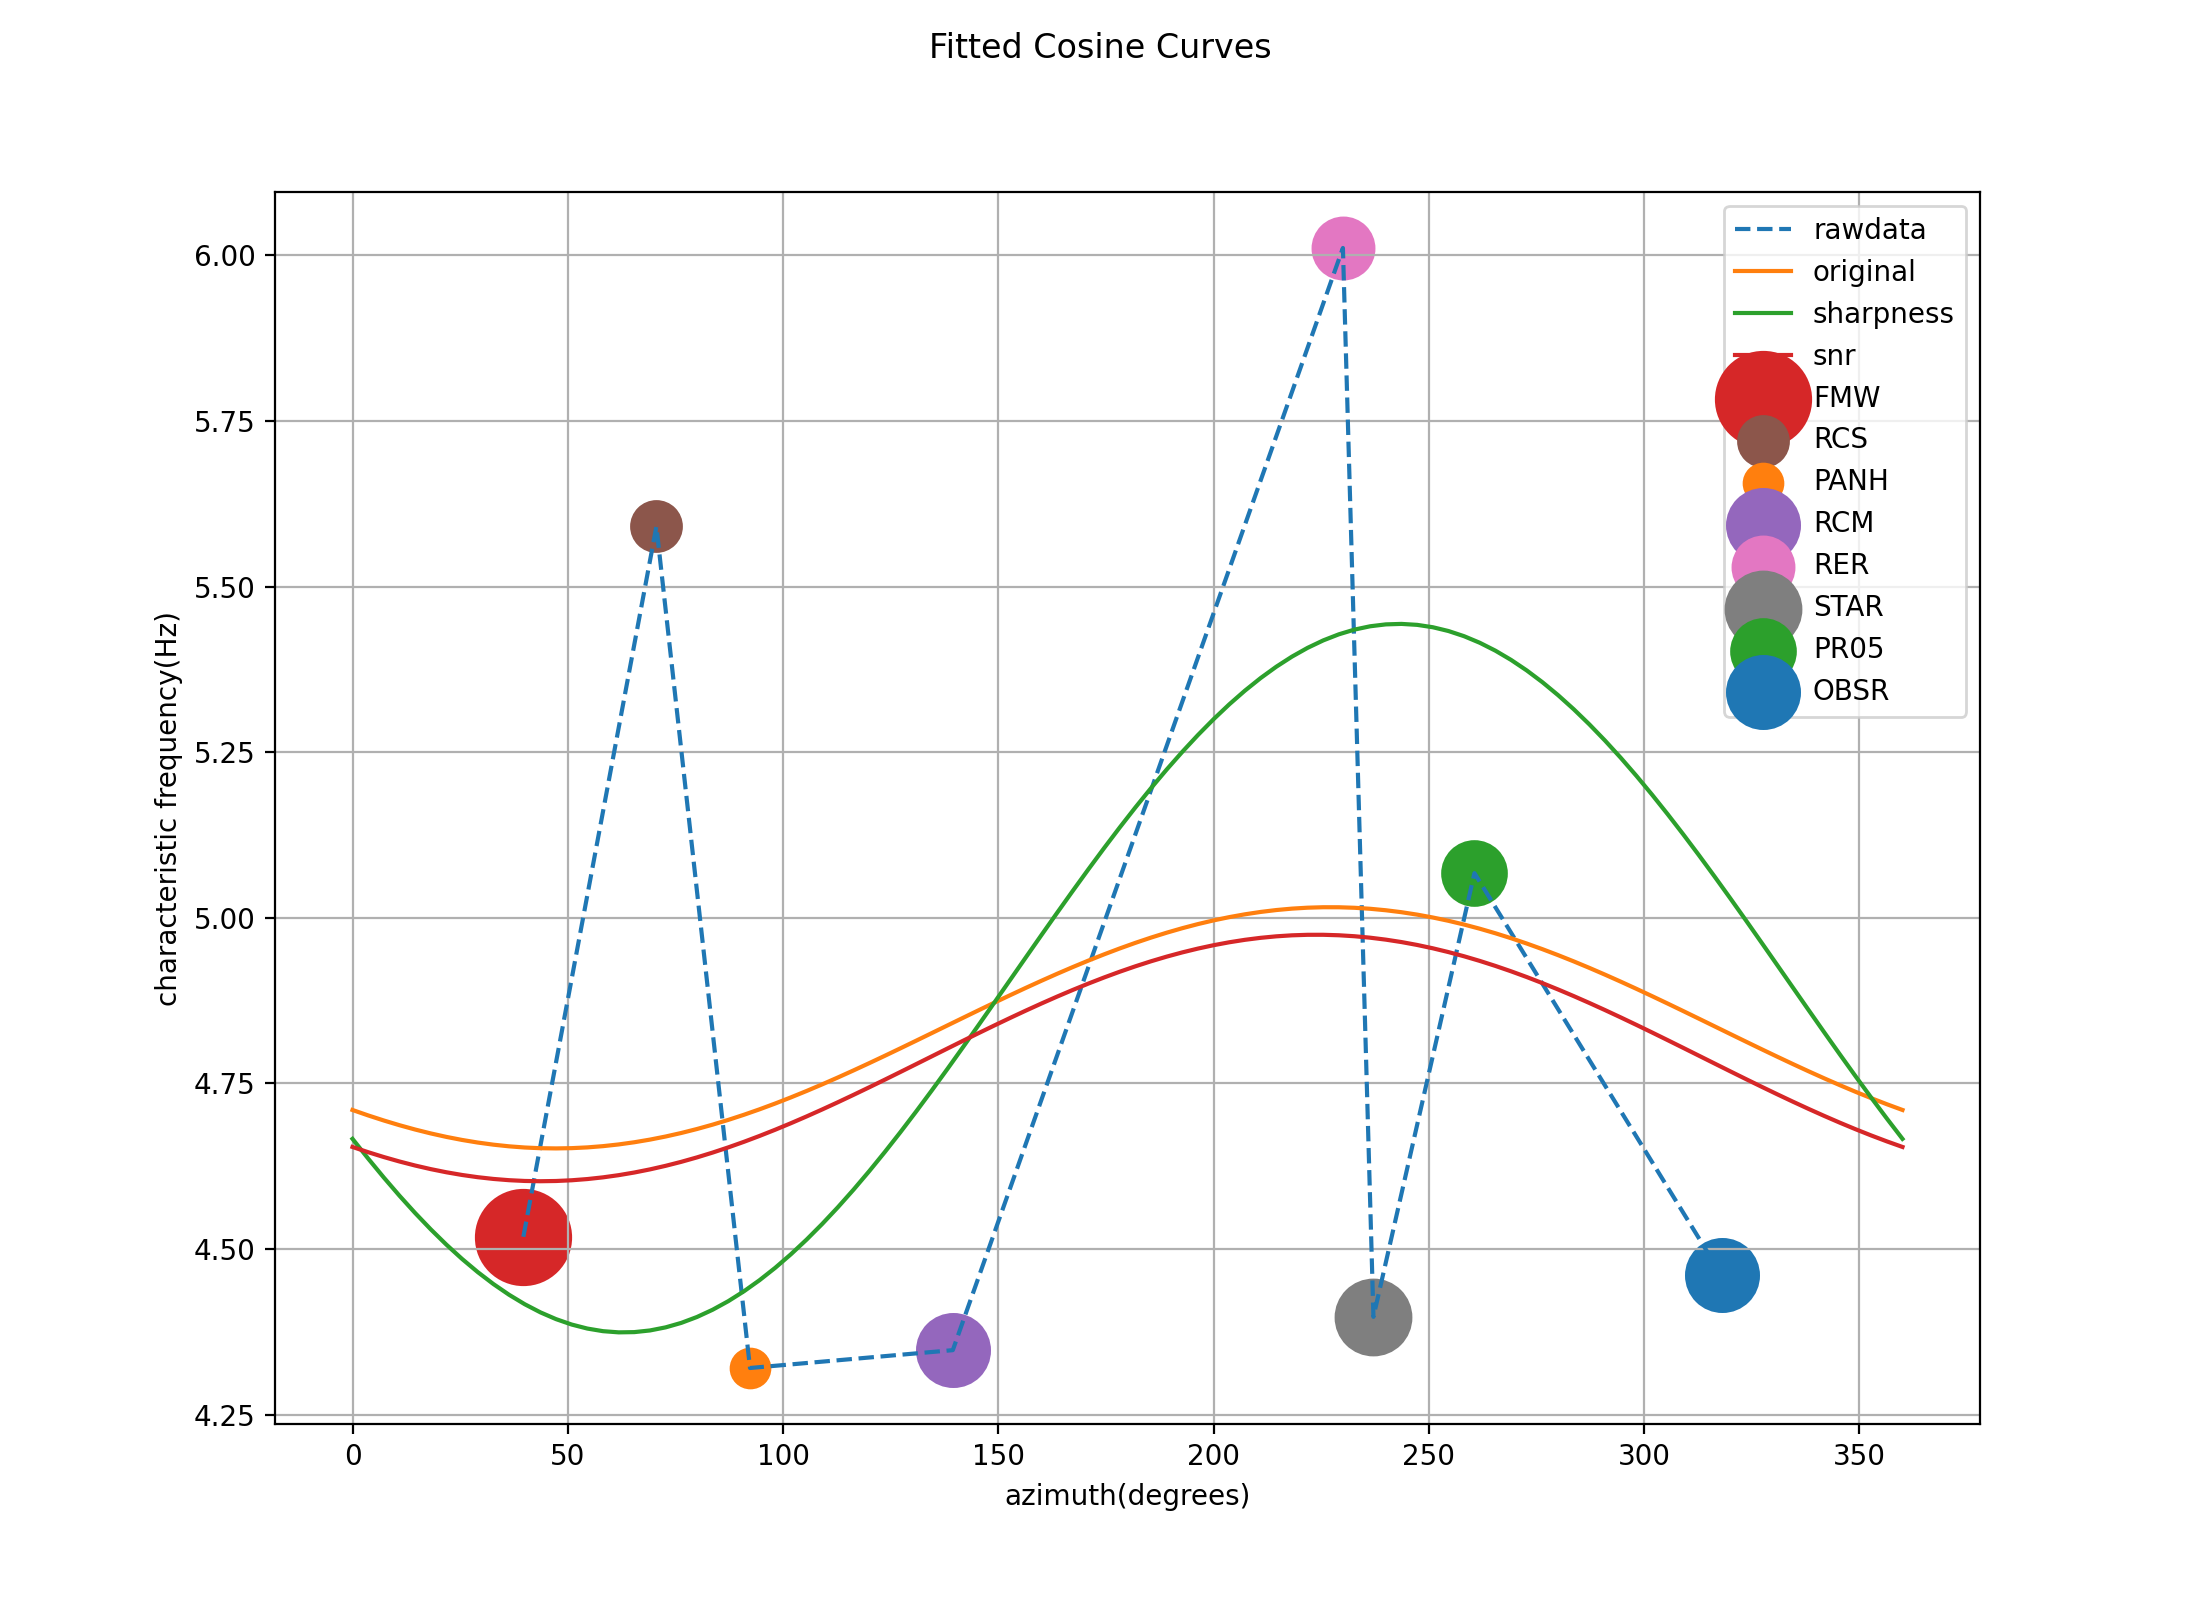 Fitted Cosine Curves
characteristic frequency(Hz)
6.00
5.75
5.50
5.25
5.00
4.75
4.50
4.25
rawdata
original
sharpness
snr
FMW
RCS
PANH
RCM
RER
STAR
PR05
OBSR
0 50 100 150 200 250 300 350
azimuth(degrees)